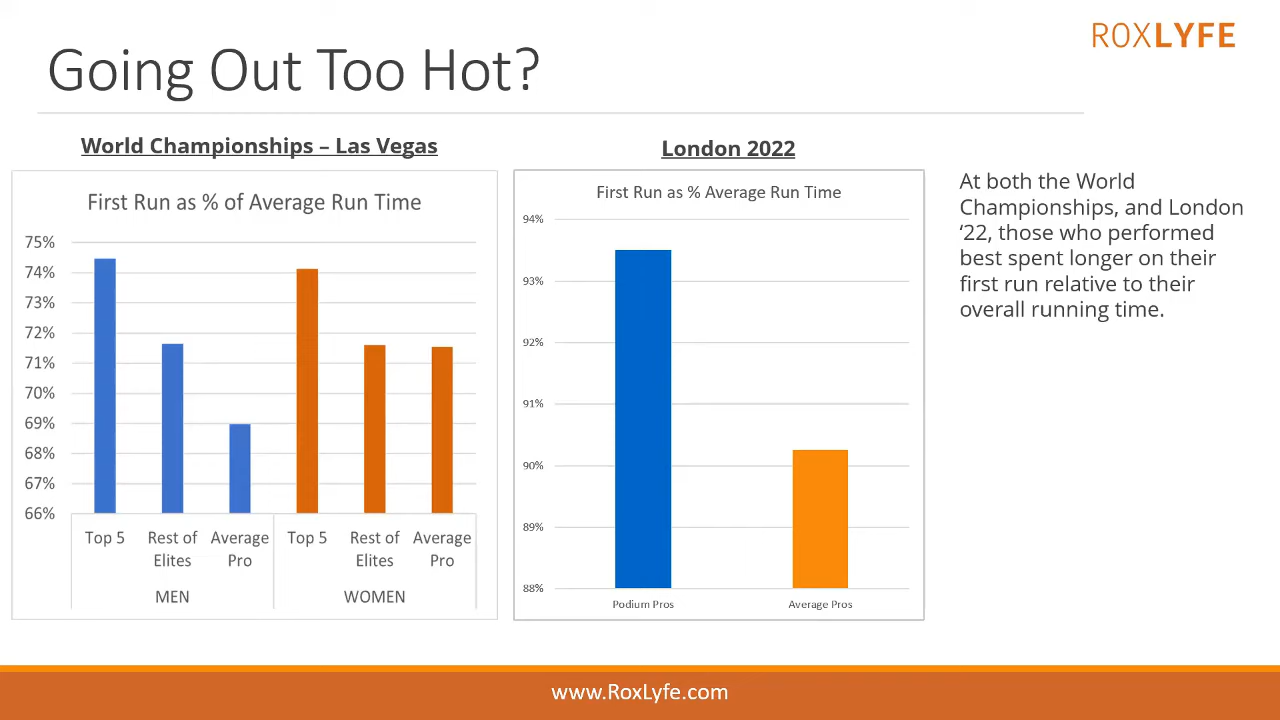 ROXLYFE
Going Out Too Hot?
World Championships – Las Vegas
First Run as % of Average Run Time
75%
74%
73%
72%
71%
70%
69%
68%
67%
66%
Top 5
Rest of
Elites
Average
Pro
Top 5
Rest of
Elites
Average
Pro
MEN
WOMEN
London 2022
First Run as % Average Run Time
94%
93%
92%
91%
90%
89%
88%
Podium Pros
Average Pros
At both the World
Championships, and London
‘22, those who performed
best spent longer on their
first run relative to their
overall running time.
www.RoxLyfe.com